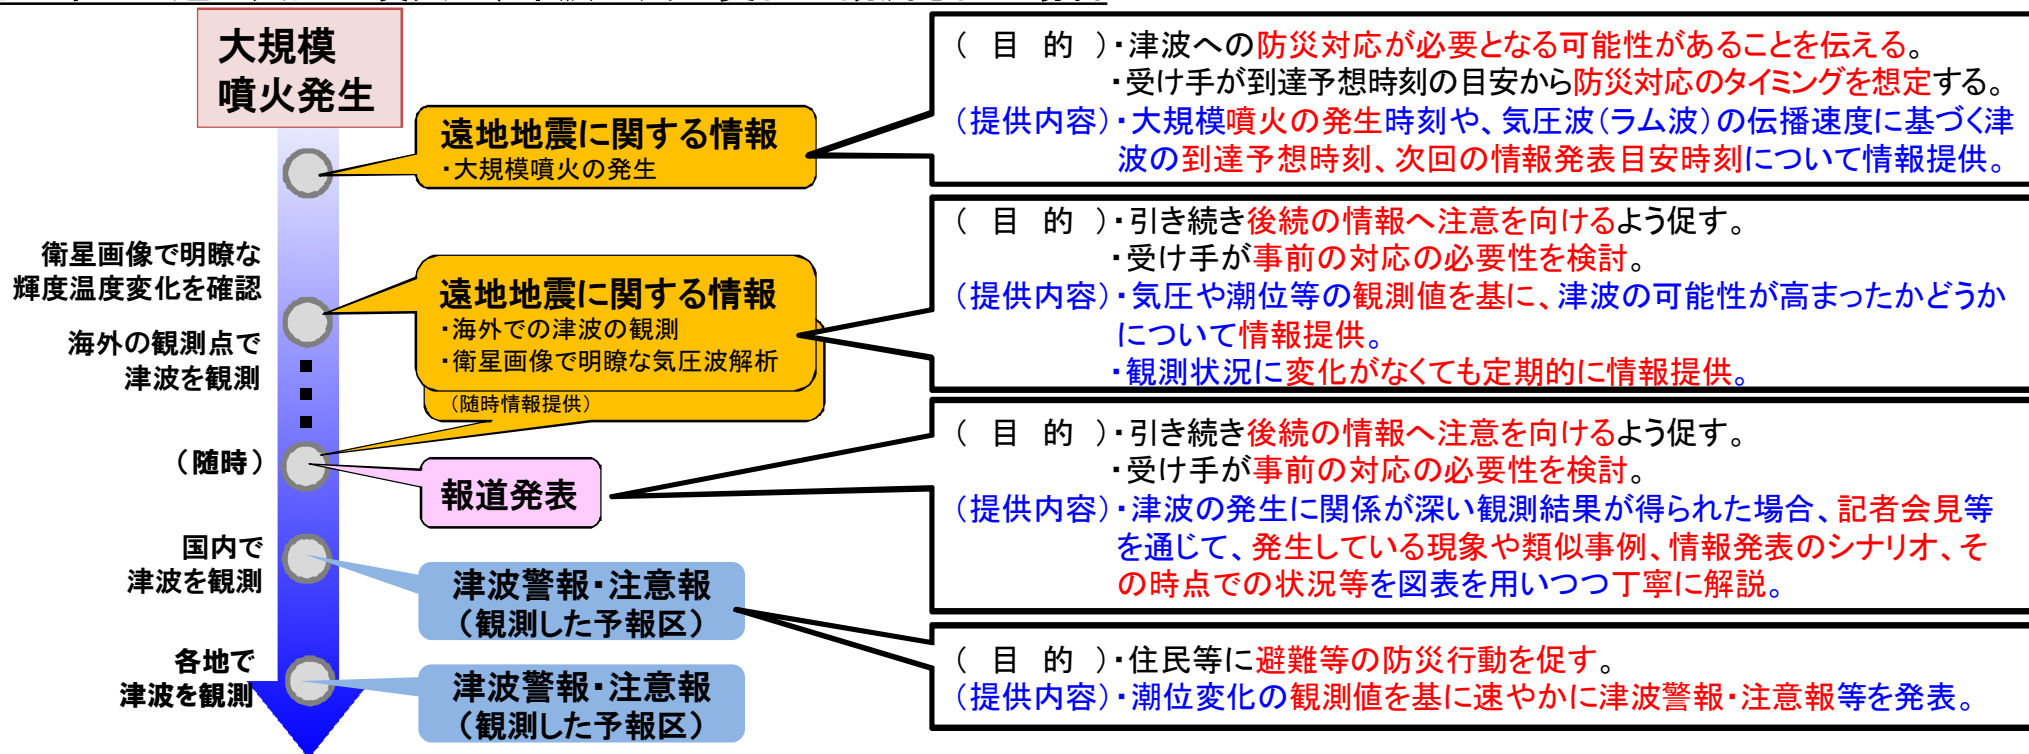 大規模
噴火発生
遠地地震に関する情報
・大規模噴火の発生
(目的)・津波への防災対応が必要となる可能性があることを伝える。
・受け手が到達予想時刻の目安から防災対応のタイミングを想定する。
(提供内容)・大規模噴火の発生時刻や、気圧波(ラム波)の伝播速度に基づく津
波の到達予想時刻、次回の情報発表目安時刻について情報提供。
衛星画像で明瞭な
輝度温度変化を確認
海外の観測点で
津波を観測
遠地地震に関する情報
・海外での津波の観測
・衛星画像で明瞭な気圧波解析
(随時情報提供)
(目的)・引き続き後続の情報へ注意を向けるよう促す。
・受け手が事前の対応の必要性を検討。
(提供内容)・気圧や潮位等の観測値を基に、津波の可能性が高まったかどうか
について情報提供。
・観測状況に変化がなくても定期的に情報提供。
(随時)
報道発表
(目的)・引き続き後続の情報へ注意を向けるよう促す。
・受け手が事前の対応の必要性を検討。
(提供内容)・津波の発生に関係が深い観測結果が得られた場合、記者会見等
を通じて、発生している現象や類似事例、情報発表のシナリオ、そ
の時点での状況等を図表を用いつつ丁寧に解説。
国内で
津波を観測
津波警報・注意報
(観測した予報区)
(目的)・住民等に避難等の防災行動を促す。
(提供内容)・潮位変化の観測値を基に速やかに津波警報・注意報等を発表。
各地で
津波を観測
津波警報・注意報
(観測した予報区)